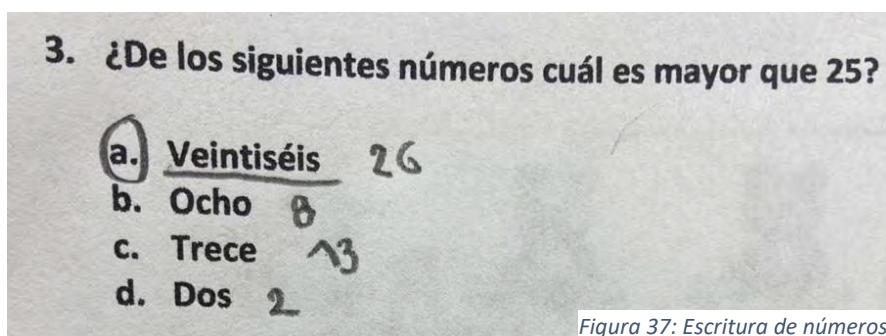 3. ¿De los siguientes números cuál es mayor que 25?
a. Veintiséis 26
b. Ocho 8
c. Trece 13
d. Dos 2
Figura 37: Escritura de números